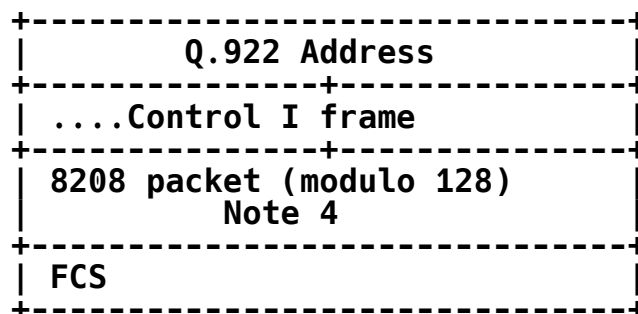 Q.922 Address
....Control I frame
8208 packet (modulo 128)
Note 4
FCS